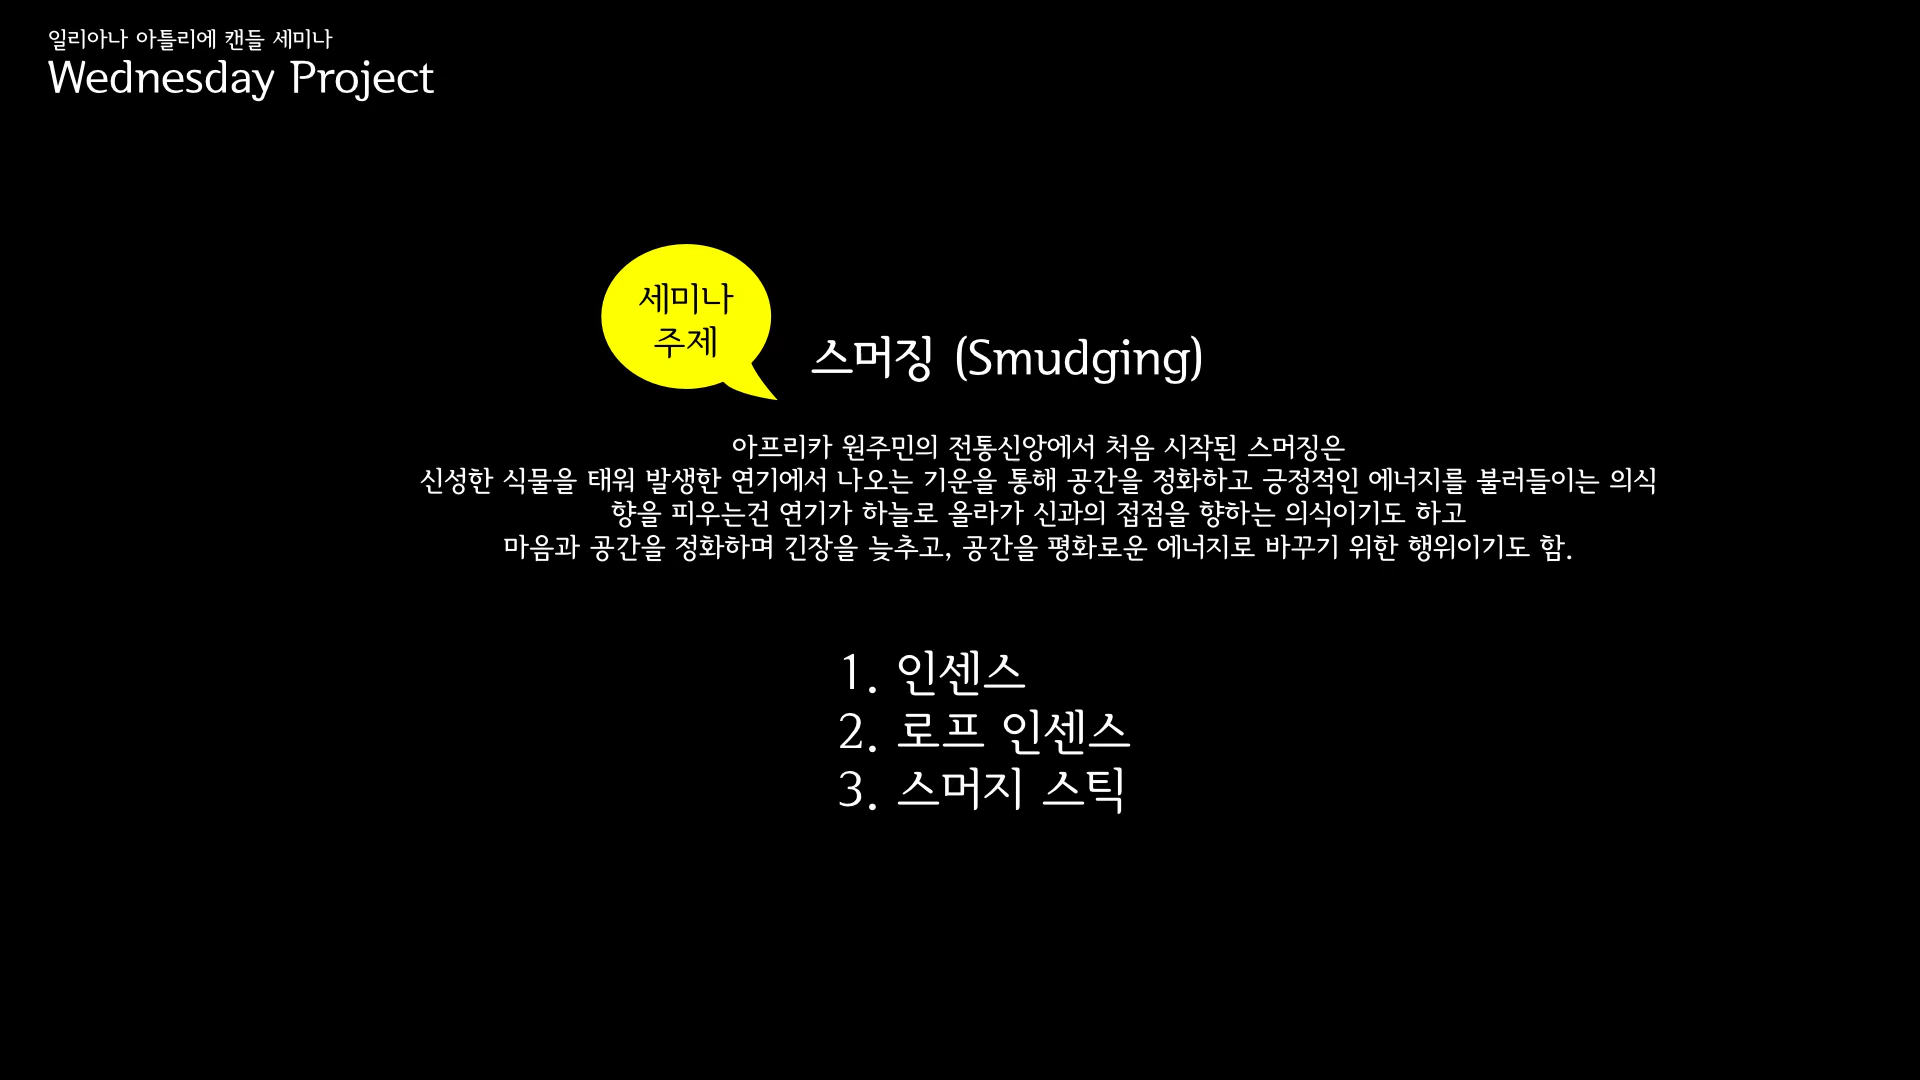 일리아나 아틀리에 캔들 세미나
Wednesday Project
세미나
주제
스머징 (Smudging)
아프리카 원주민의 전통신앙에서 처음 시작된 스머징은
신성한 식물을 태워 발생한 연기에서 나오는 기운을 통해 공간을 정화하고 긍정적인 에너지를 불러들이는 의식
향을 피우는건 연기가 하늘로 올라가 신과의 접점을 향하는 의식이기도 하고
마음과 공간을 정화하며 긴장을 늦추고, 공간을 평화로운 에너지로 바꾸기 위한 행위이기도 함.
1. 인센스
2. 로프 인센스
3. 스머지 스틱